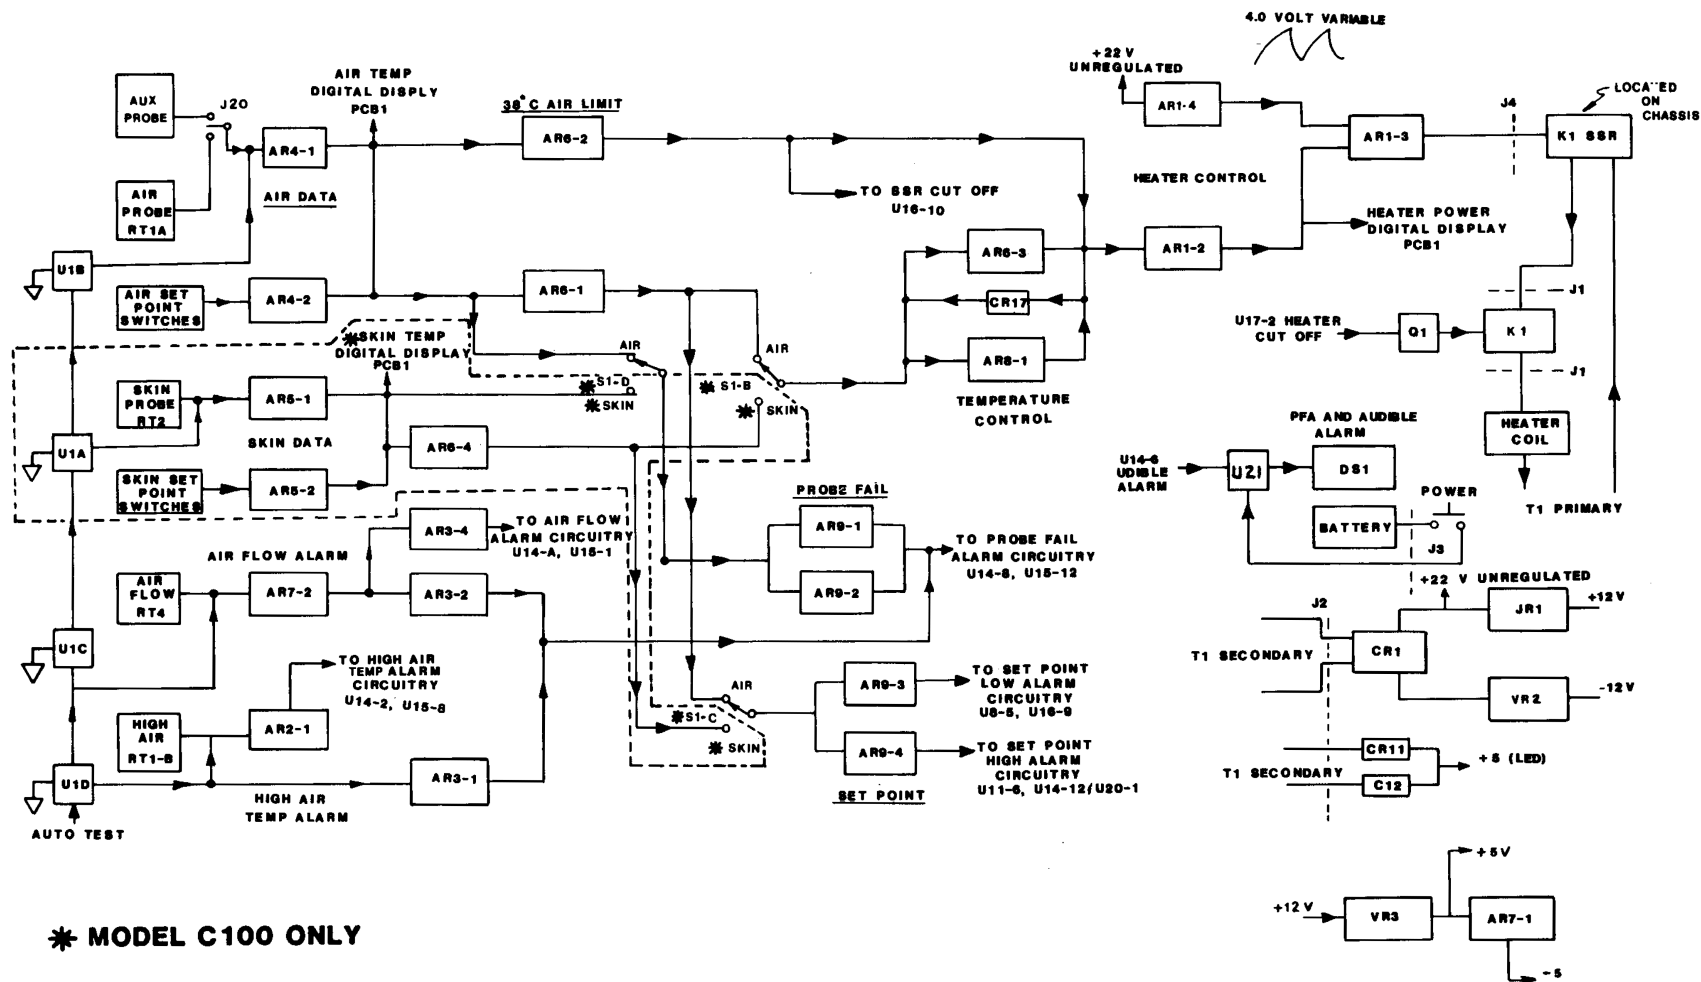 4.0 VOLT VARIABLE
+22 V
UNREGULATED
AR1-4
J4
LOCATED
ON
CHASSIS
AR1-3
K1 SSR
AUX
PROBE
J20
AIR TEMP
DIGITAL DISPLY
PCB1
38°C AIR LIMIT
AR4-1
AR6-2
AIR
PROBE
RT1A
AIR DATA
TO SSR CUT OFF
U16-10
HEATER CONTROL
HEATER POWER
DIGITAL DISPLAY
PCB1
AR6-3
AR1-2
U1B
AIR SET
POINT
SWITCHES
AR4-2
AR6-1
CR17
J1
U17-2 HEATER
CUT OFF
Q1
K1
J1
✱SKIN TEMP
DIGITAL DISPLAY
PCB1
AIR
AIR
AR8-1
TEMPERATURE
CONTROL
✱S1-D
✱SKIN
✱ S1-B
✱ SKIN
SKIN
PROBE
RT2
AR5-1
SKIN DATA
AR6-4
U1A
SKIN SET
POINT
SWITCHES
AR5-2
PFA AND AUDIBLE
ALARM
HEATER
COIL
U14-6
UDIBLE
ALARM
U21
DS1
POWER
T1 PRIMARY
BATTERY
J3
PROBE FAIL
AR9-1
AR9-2
TO PROBE FAIL
ALARM CIRCUITRY
U14-8, U15-12
AR3-4
TO AIR FLOW
ALARM CIRCUITRY
U14-A, U15-1
AIR FLOW ALARM
AIR
FLOW
RT4
AR7-2
AR3-2
+22 V UNREGULATED
J2
JR1
+12V
T1 SECONDARY
CR1
VR2
-12V
U1C
TO HIGH AIR
TEMP ALARM
CIRCUITRY
U14-2, U15-8
AIR
AR9-3
TO SET POINT
LOW ALARM
CIRCUITRY
U8-5, U16-9
✱S1-C
✱ SKIN
HIGH
AIR
RT1-B
AR2-1
AR9-4
TO SET POINT
HIGH ALARM
CIRCUITRY
U11-6, U14-12/U20-1
SET POINT
CR11
T1 SECONDARY
C12
+5 (LED)
U1D
AR3-1
HIGH AIR
TEMP ALARM
AUTO TEST
+5V
+12V
VR3
AR7-1
-5
✱ MODEL C100 ONLY